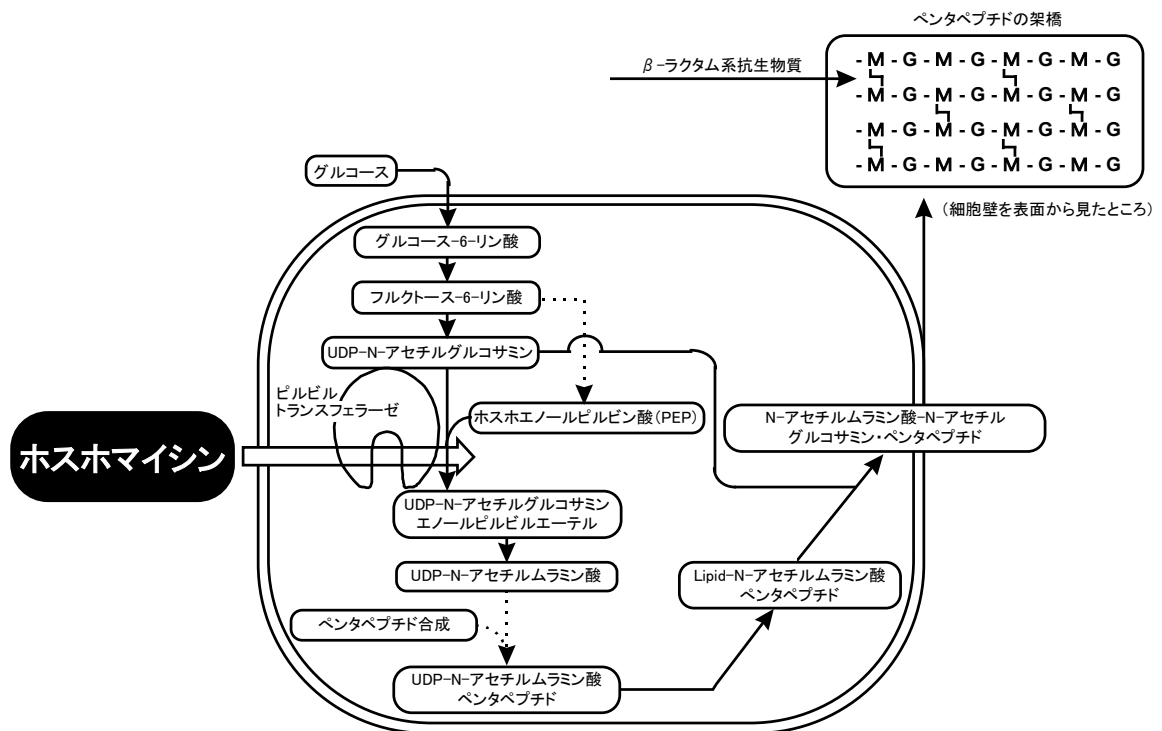 ペンタペプチドの架橋
- M - G - M - G - M - G - M - G
β-ラクタム系抗生物質
- M - G - M - G - M - G - M - G
- M - G - M - G - M - G - M - G
- M - G - M - G - M - G - M - G
(細胞壁を表面から見たところ)
グルコース
グルコース-6-リン酸
フルクトース-6-リン酸
UDP-N-アセチルグルコサミン
ピルビル
トランスフェラーゼ
ホスホエノールピルビン酸(PEP)
N-アセチルムラミン酸-N-アセチル
グルコサミン・ペンタペプチド
ホスホマイシン
UDP-N-アセチルグルコサミン
エノールピルビルエーテル
UDP-N-アセチルムラミン酸
Lipid-N-アセチルムラミン酸
ペンタペプチド
ペンタペプチド合成
UDP-N-アセチルムラミン酸
ペンタペプチド